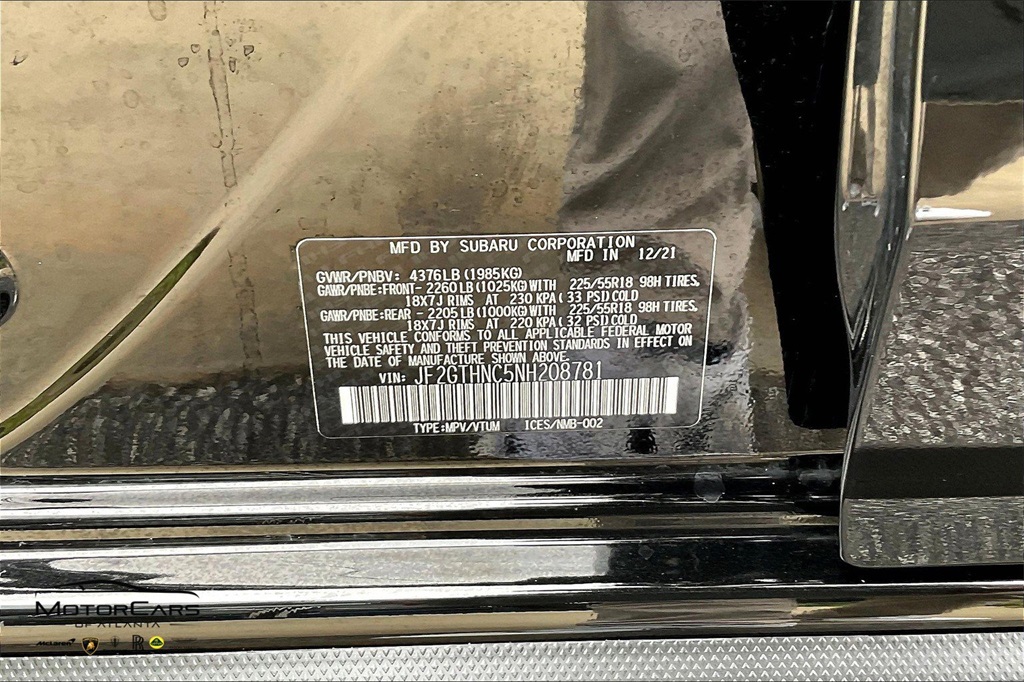 MFD BY SUBARU CORPORATION
MFD IN 12/21
GVWR/PNBV: 4376LB(1985KG)
GAWR/PNBE:FRONT- 2260LB(1025KG)WITH 225/55R18 98H TIRES.
18X7J RIMS AT 230 KPA(33 PSI)COLD
GAWR/PNBE:REAR - 2205LB(1000KG)WITH 225/55R18 98H TIRES.
18X7J RIMS AT 220 KPA(32 PSI)COLD
THIS VEHICLE CONFORMS TO ALL APPLICABLE FEDERAL MOTOR
VEHICLE SAFETY AND THEFT PREVENTION STANDARDS IN EFFECT ON
THE DATE OF MANUFACTURE SHOWN ABOVE.
VIN: JF2GTHNC5NH208781
TYPE:MPV/VTUM ICES/NMB-002
MOTORCARS
OF ATLANTA
McLaren